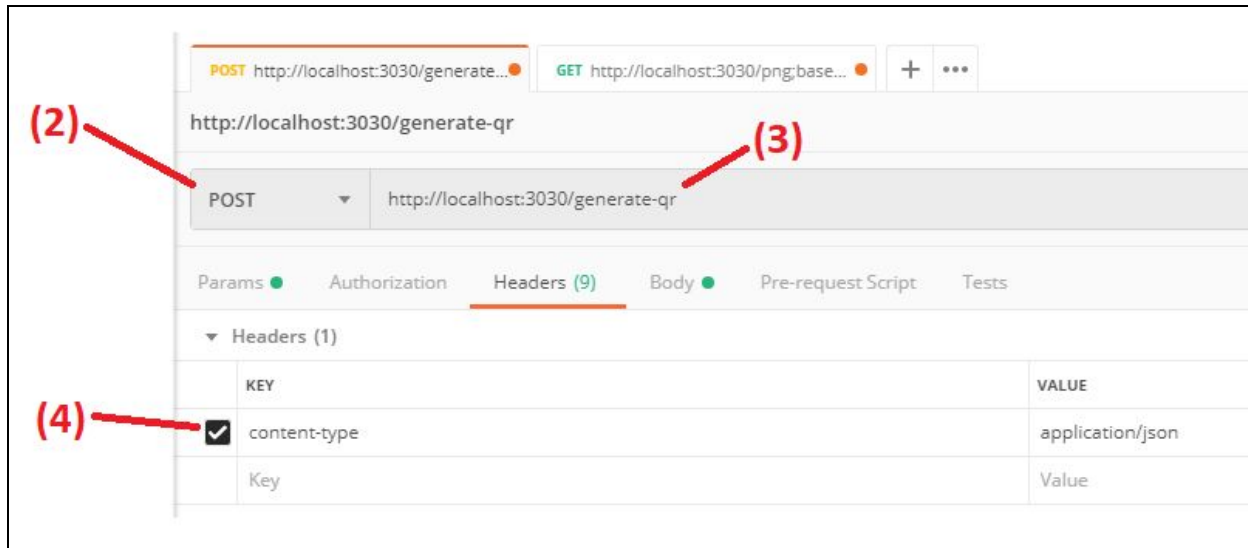 POST http://localhost:3030/generate... GET http://localhost:3030/png;base... + •••
(2)
http://localhost:3030/generate-qr
(3)
POST http://localhost:3030/generate-qr
Params Authorization Headers (9) Body Pre-request Script Tests
Headers (1)
KEY VALUE
(4)
content-type application/json
Key Value